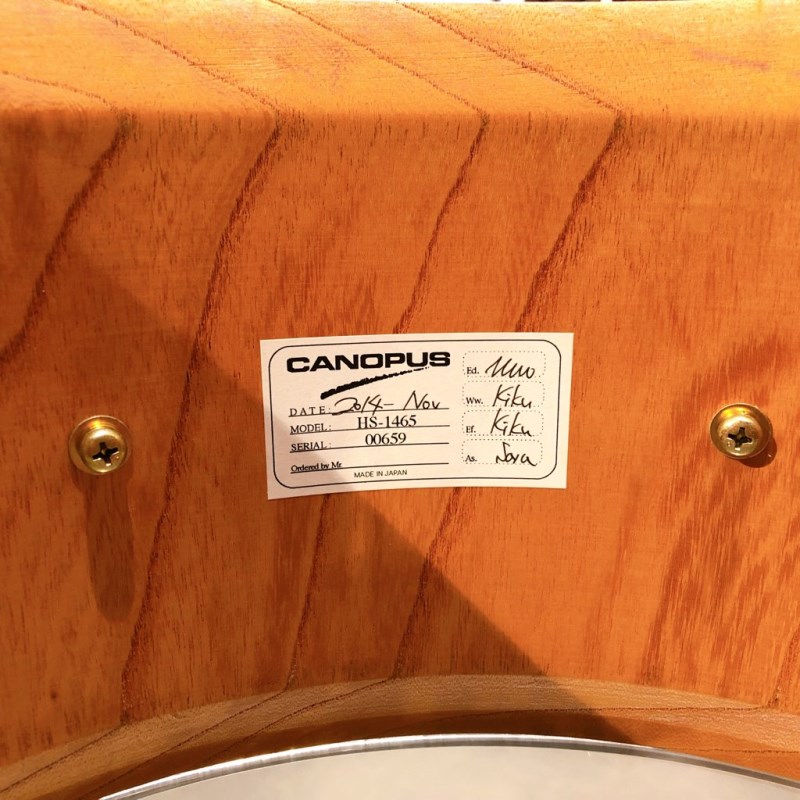 CANOPUS
DATE: 2014- Nov
MODEL: HS-1465
SERIAL: 00659
Ordered by Mr
MADE IN JAPAN
Ed.
Ww. Kiku
Ef. Kiku
As.